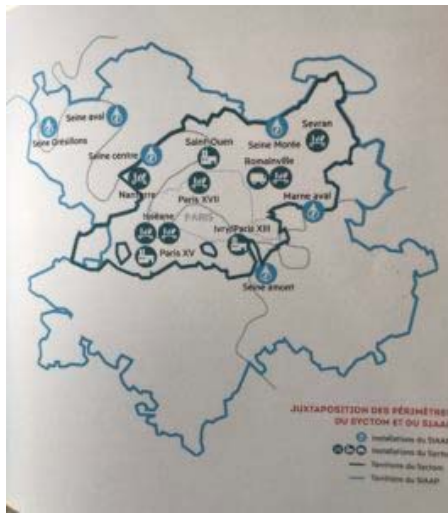 Seine aval
Seine Grésillons
Seine centre
Saint-Ouen
Seine Morée
Sevran
Romainville
Nanterre
Paris XVII
Marne aval
PARIS
Isséane
Ivry/Paris XIII
Paris XV
Seine amont
JUXTAPOSITION DES PÉRIMÈTRES
DU SYCTOM ET DU SIAAP
Installations du SIAAP
Installations du Syctom
Territoire du Syctom
Territoire du SIAAP